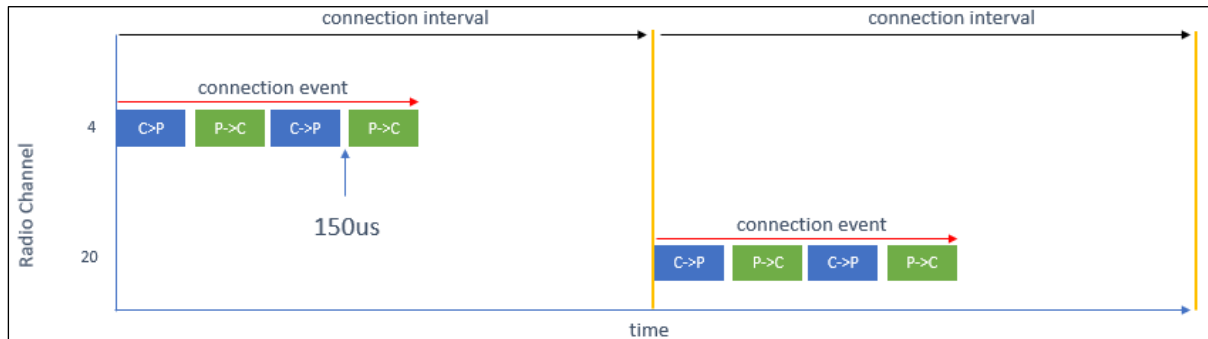 connection interval
connection interval
connection event
4
C>P
P->C
C->P
P->C
150us
Radio Channel
connection event
20
C->P
P->C
C->P
P->C
time